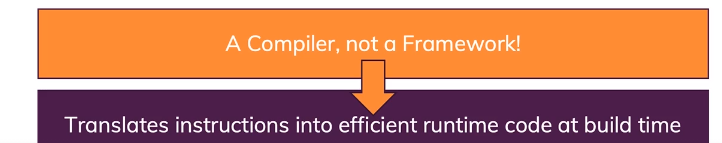 A Compiler, not a Framework!
Translates instructions into efficient runtime code at build time